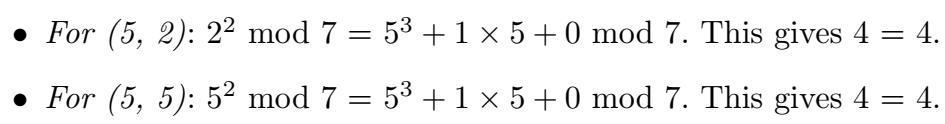 • For (5, 2): 2² mod 7 = 5³ + 1 × 5 + 0 mod 7. This gives 4 = 4.
• For (5, 5): 5² mod 7 = 5³ + 1 × 5 + 0 mod 7. This gives 4 = 4.